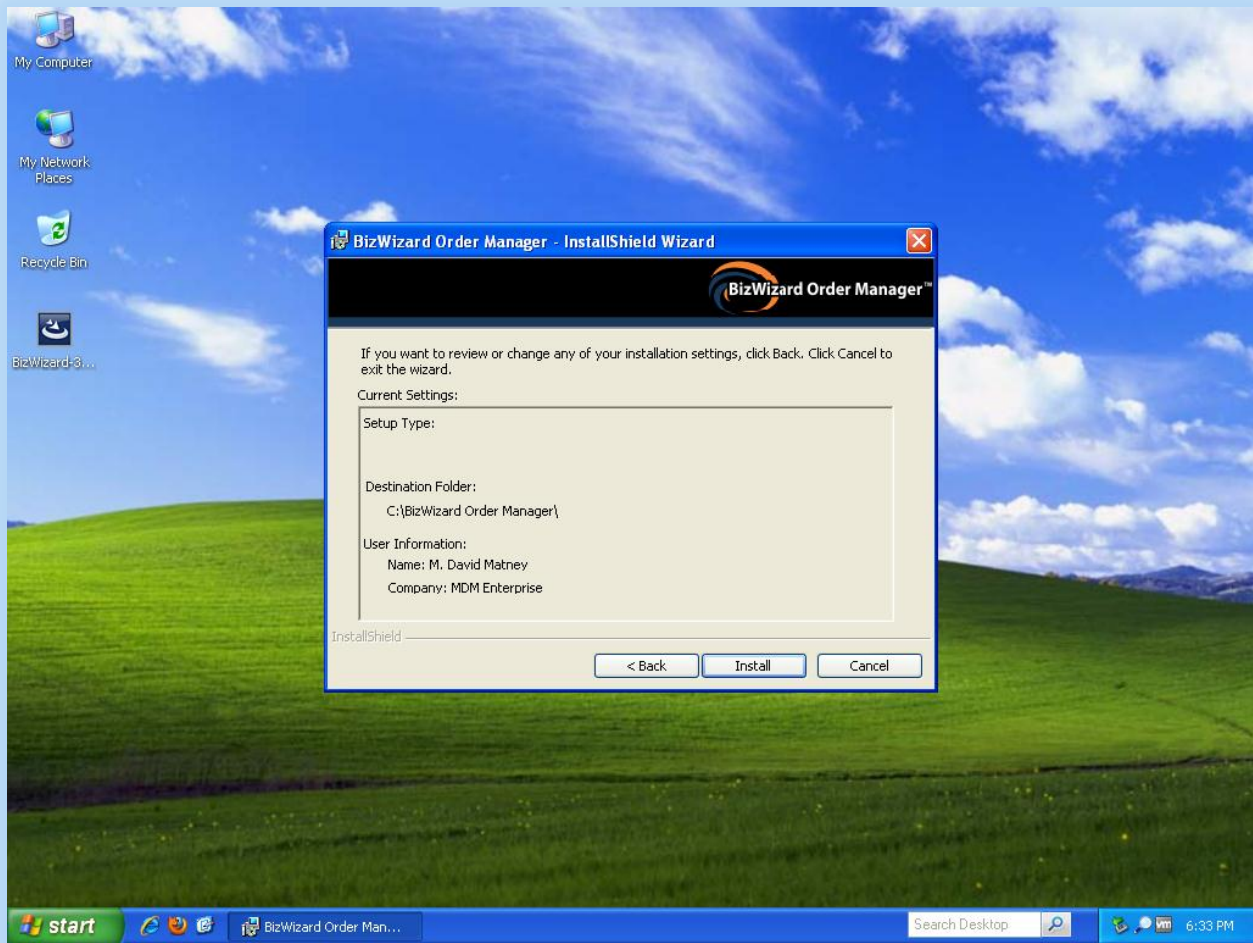 My Computer
My Network
Places
Recycle Bin
BizWizard-3...
BizWizard Order Manager - InstallShield Wizard
BizWizard Order Manager™
If you want to review or change any of your installation settings, click Back. Click Cancel to
exit the wizard.
Current Settings:
Setup Type:
Destination Folder:
C:\BizWizard Order Manager\
User Information:
Name: M. David Matney
Company: MDM Enterprise
InstallShield
< Back
Install
Cancel
start
BizWizard Order Man...
Search Desktop
vm
6:33 PM